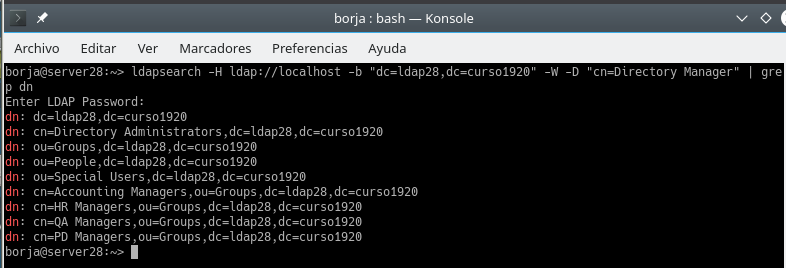 borja : bash — Konsole
Archivo Editar Ver Marcadores Preferencias Ayuda
borja@server28:~> ldapsearch -H ldap://localhost -b "dc=ldap28,dc=curso1920" -W -D "cn=Directory Manager" | gre
p dn
Enter LDAP Password:
dn: dc=ldap28,dc=curso1920
dn: cn=Directory Administrators,dc=ldap28,dc=curso1920
dn: ou=Groups,dc=ldap28,dc=curso1920
dn: ou=People,dc=ldap28,dc=curso1920
dn: ou=Special Users,dc=ldap28,dc=curso1920
dn: cn=Accounting Managers,ou=Groups,dc=ldap28,dc=curso1920
dn: cn=HR Managers,ou=Groups,dc=ldap28,dc=curso1920
dn: cn=QA Managers,ou=Groups,dc=ldap28,dc=curso1920
dn: cn=PD Managers,ou=Groups,dc=ldap28,dc=curso1920
borja@server28:~>